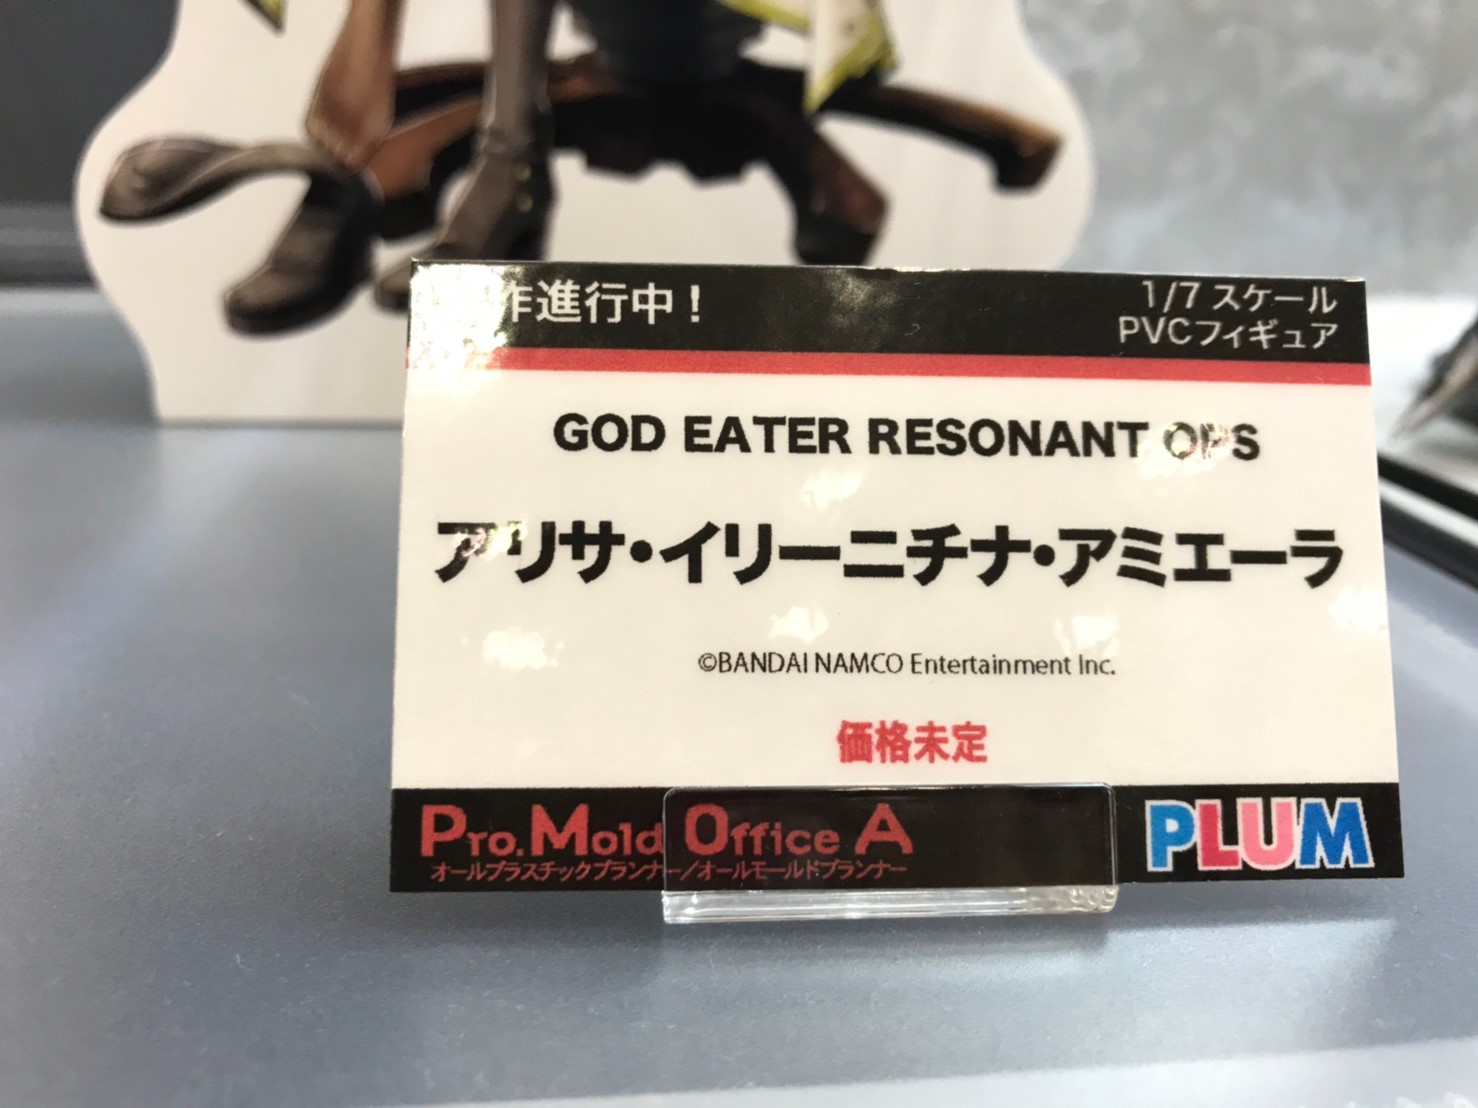 作進行中！
1/7 スケール
PVCフィギュア
GOD EATER RESONANT OPS
アリサ・イリーニチナ・アミエーラ
©BANDAI NAMCO Entertainment Inc.
価格未定
Pro.Mold Office A
オールプラスチックプランナー/オールモールドプランナー
PLUM